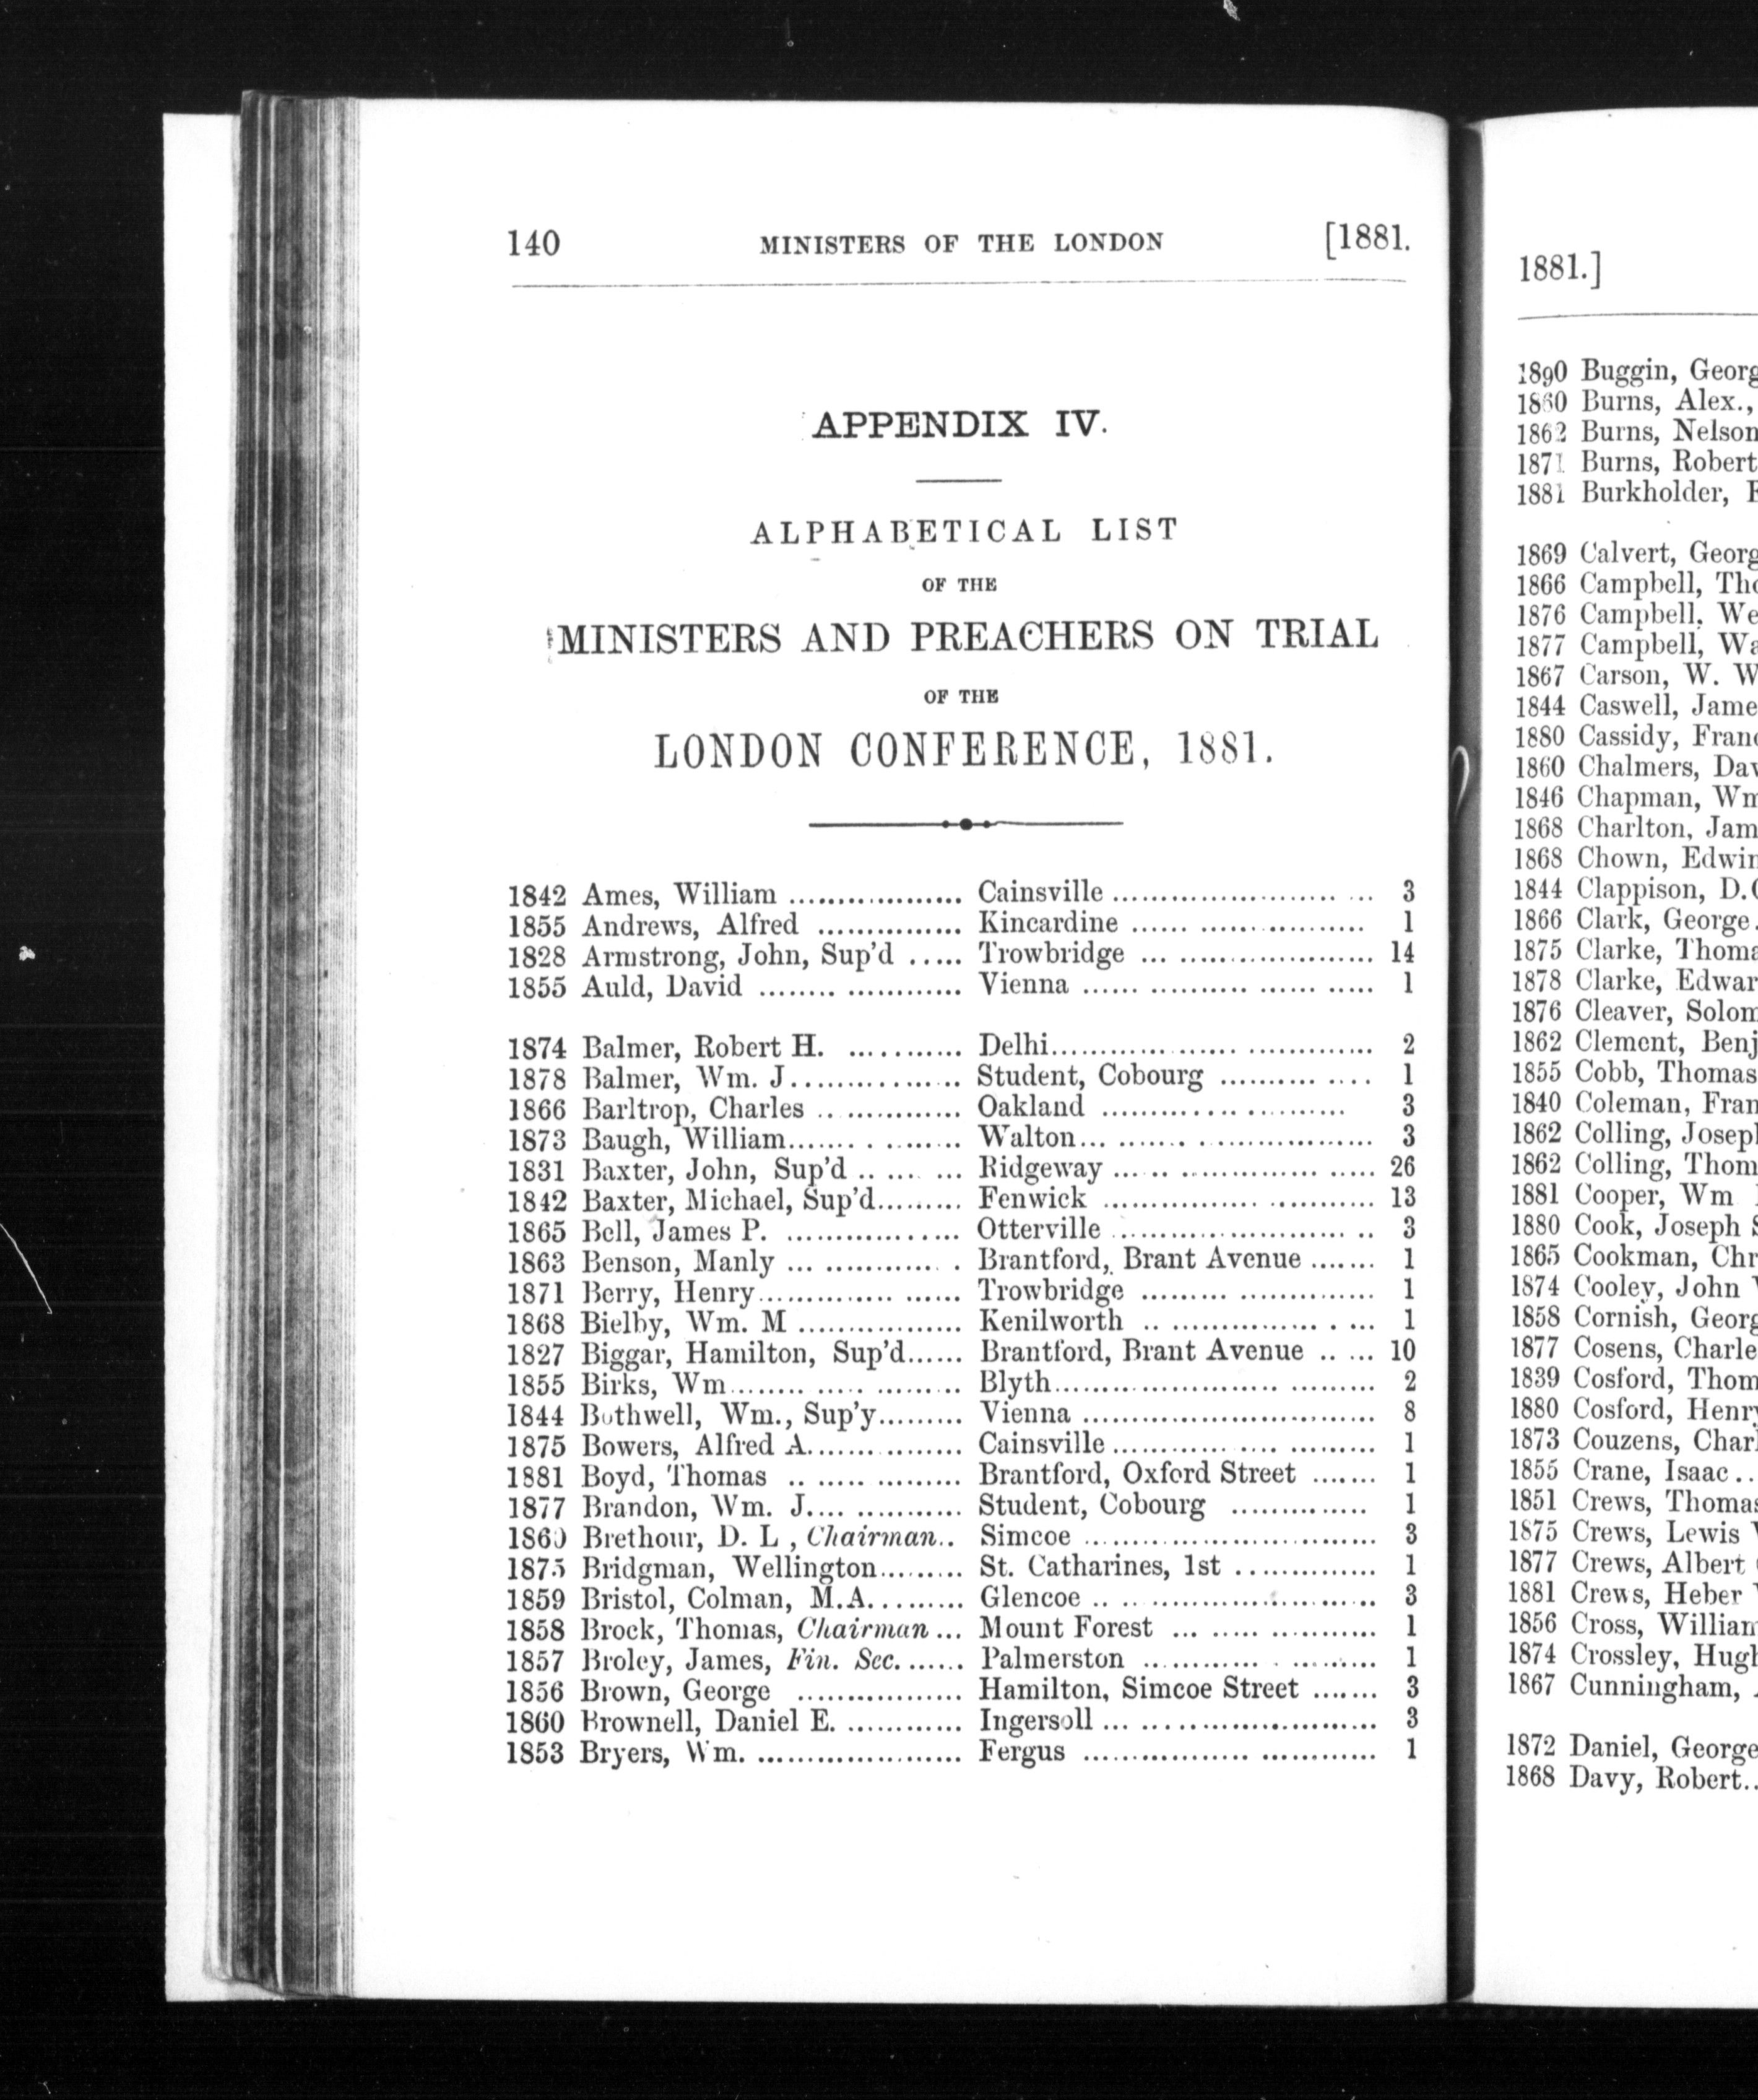 140 MINISTERS OF THE LONDON [1881.
APPENDIX IV.
ALPHABETICAL LIST
OF THE
MINISTERS AND PREACHERS ON TRIAL
OF THE
LONDON CONFERENCE, 1881.
1842 Ames, William .................. Cainsville .......................... 3
1855 Andrews, Alfred ............... Kincardine ........................ 1
1828 Armstrong, John, Sup'd ..... Trowbridge ....................... 14
1855 Auld, David .................... Vienna ............................. 1
1874 Balmer, Robert H. ............ Delhi................................ 2
1878 Balmer, Wm. J.................. Student, Cobourg .............. 1
1866 Barltrop, Charles .............. Oakland ......................... 3
1873 Baugh, William................ Walton............................. 3
1831 Baxter, John, Sup'd .......... Ridgeway ........................ 26
1842 Baxter, Michael, Sup'd......... Fenwick .......................... 13
1865 Bell, James P. .................. Otterville .......................... 3
1863 Benson, Manly ................ Brantford, Brant Avenue ....... 1
1871 Berry, Henry.................... Trowbridge ...................... 1
1868 Bielby, Wm. M ................. Kenilworth ....................... 1
1827 Biggar, Hamilton, Sup'd...... Brantford, Brant Avenue ..... 10
1855 Birks, Wm...................... Blyth............................... 2
1844 Bothwell, Wm., Sup'y......... Vienna ............................. 8
1875 Bowers, Alfred A............... Cainsville.......................... 1
1881 Boyd, Thomas ................ Brantford, Oxford Street ....... 1
1877 Brandon, Wm. J............... Student, Cobourg .............. 1
1860 Brethour, D. L , Chairman.. Simcoe ............................. 3
1875 Bridgman, Wellington......... St. Catharines, 1st .............. 1
1859 Bristol, Colman, M.A.......... Glencoe ........................... 3
1858 Brock, Thomas, Chairman ... Mount Forest .................... 1
1857 Broley, James, Fin. Sec....... Palmerston ...................... 1
1856 Brown, George ................. Hamilton, Simcoe Street ....... 3
1860 Brownell, Daniel E. ............ Ingersoll .......................... 3
1853 Bryers, Wm. ..................... Fergus ............................. 1
1881.]
1890 Buggin, Georg
1860 Burns, Alex.,
1862 Burns, Nelson
1871 Burns, Robert
1881 Burkholder,
1869 Calvert, Georg
1866 Campbell, Tho
1876 Campbell, We
1877 Campbell, Wa
1867 Carson, W. W
1844 Caswell, Jame
1880 Cassidy, Franc
1860 Chalmers, Dav
1846 Chapman, Wm
1868 Charlton, Jam
1868 Chown, Edwin
1844 Clappison, D.C
1866 Clark, George.
1875 Clarke, Thoma
1878 Clarke, Edwar
1876 Cleaver, Solom
1862 Clement, Benj
1855 Cobb, Thomas
1840 Coleman, Fran
1862 Colling, Joseph
1862 Colling, Thom
1881 Cooper, Wm
1880 Cook, Joseph S
1865 Cookman, Chr
1874 Cooley, John
1858 Cornish, Georg
1877 Cosens, Charle
1839 Cosford, Thom
1880 Cosford, Henry
1873 Couzens, Charl
1855 Crane, Isaac ..
1851 Crews, Thomas
1875 Crews, Lewis
1877 Crews, Albert
1881 Crews, Heber
1856 Cross, William
1874 Crossley, Hugh
1867 Cunningham,
1872 Daniel, George
1868 Davy, Robert..